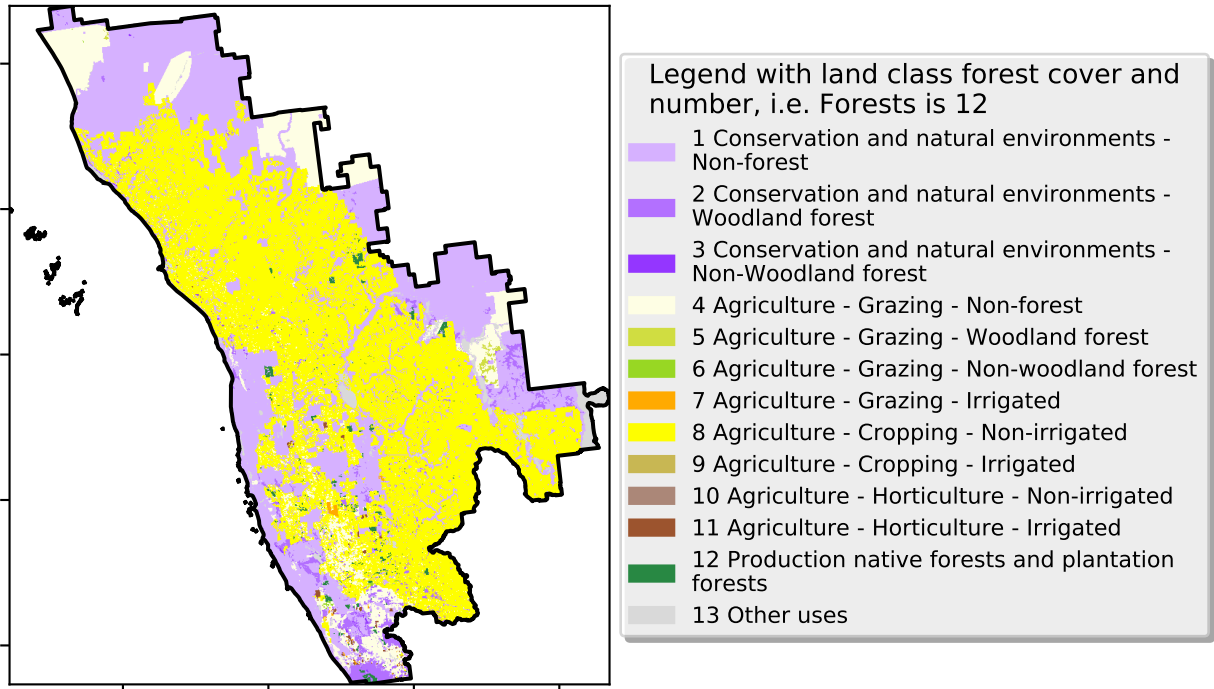 Legend with land class forest cover and
number, i.e. Forests is 12
1 Conservation and natural environments -
Non-forest
2 Conservation and natural environments -
Woodland forest
3 Conservation and natural environments -
Non-Woodland forest
4 Agriculture - Grazing - Non-forest
5 Agriculture - Grazing - Woodland forest
6 Agriculture - Grazing - Non-woodland forest
7 Agriculture - Grazing - Irrigated
8 Agriculture - Cropping - Non-irrigated
9 Agriculture - Cropping - Irrigated
10 Agriculture - Horticulture - Non-irrigated
11 Agriculture - Horticulture - Irrigated
12 Production native forests and plantation
forests
13 Other uses